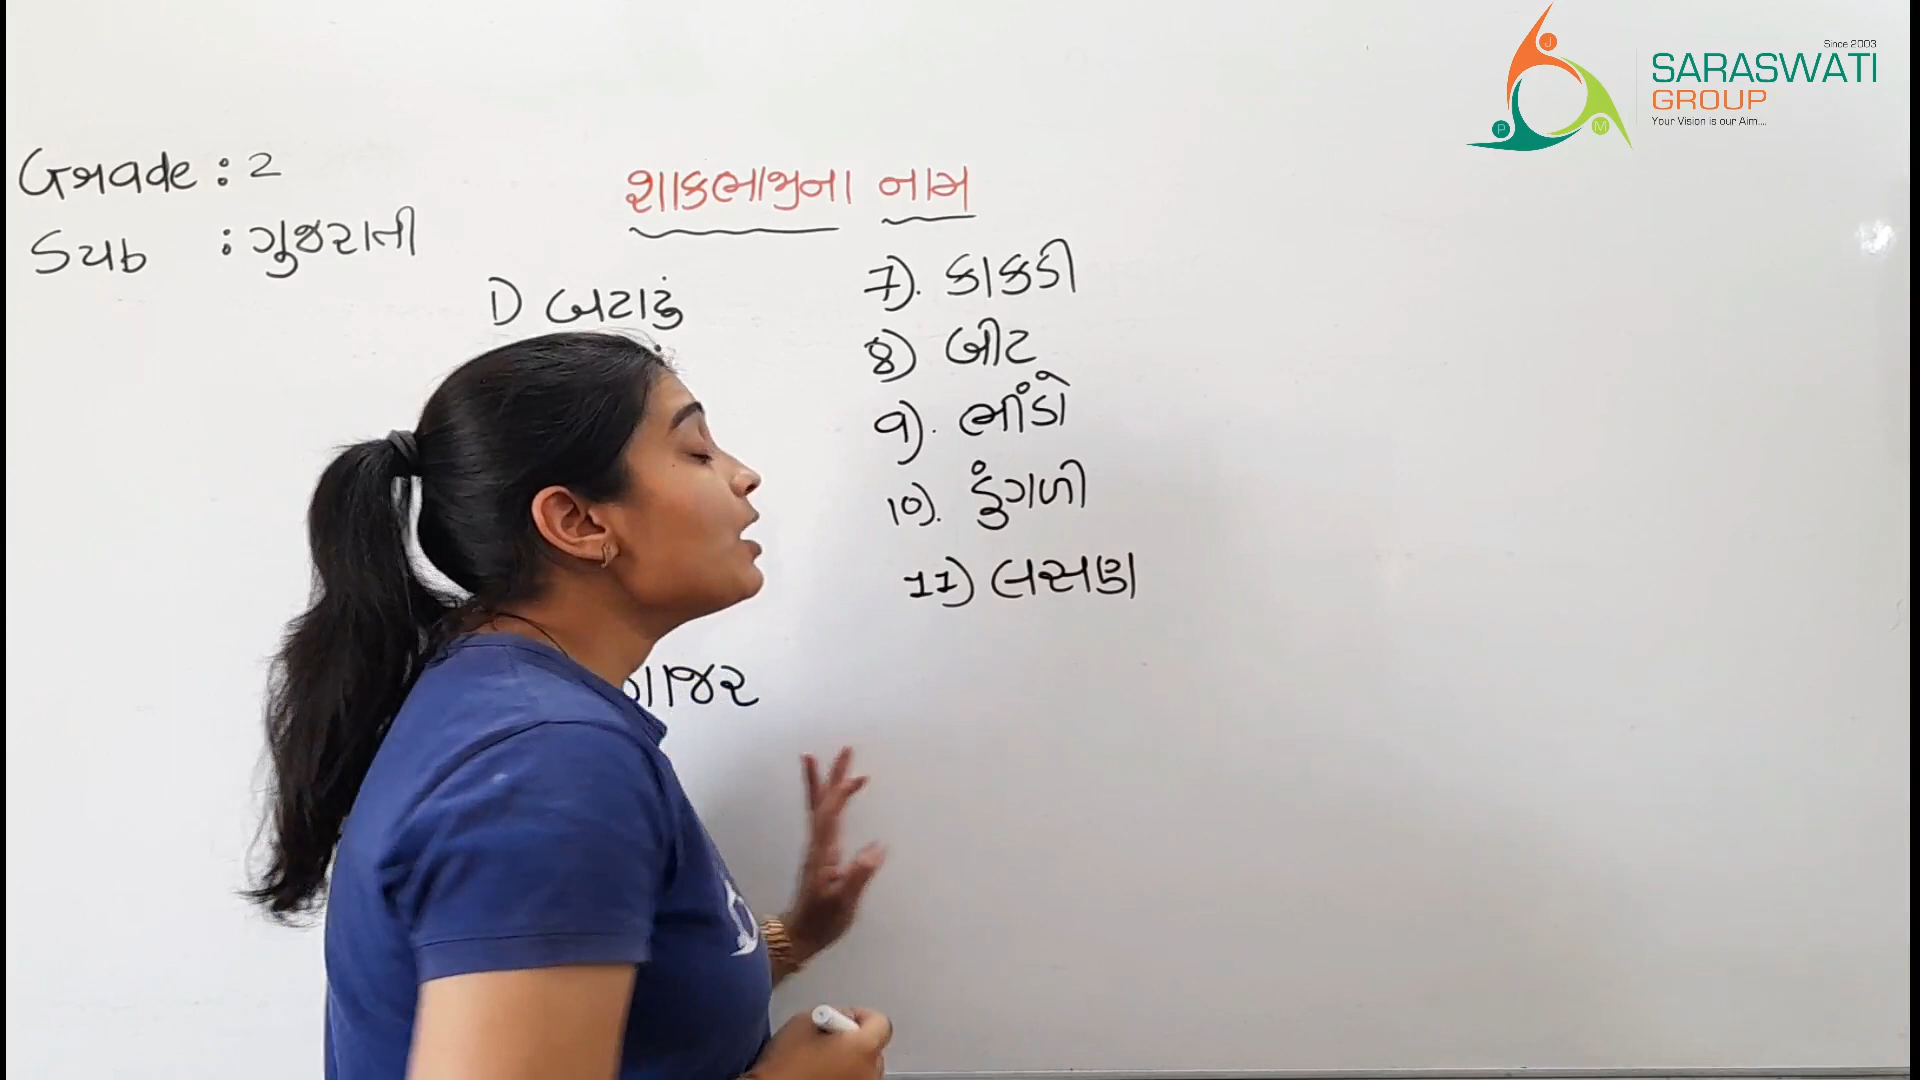 Since 2003
SARASWATI
GROUP
Your Vision is our Aim....
J
P
M
Grade : 2
Sub : ગુજરાતી
શાકભાજીના નામ
1) બટાકું
ગાજર
7). કાકડી
8) બીટ
9). ભીંડો
10). ડુંગળી
11) લસણ